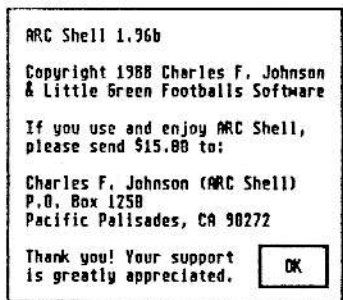 ARC Shell 1.96b
Copyright 1988 Charles F. Johnson
& Little Green Footballs Software
If you use and enjoy ARC Shell,
please send $15.00 to:
Charles F. Johnson (ARC Shell)
P.O. Box 1250
Pacific Palisades, CA 90272
Thank you! Your support
is greatly appreciated.
OK